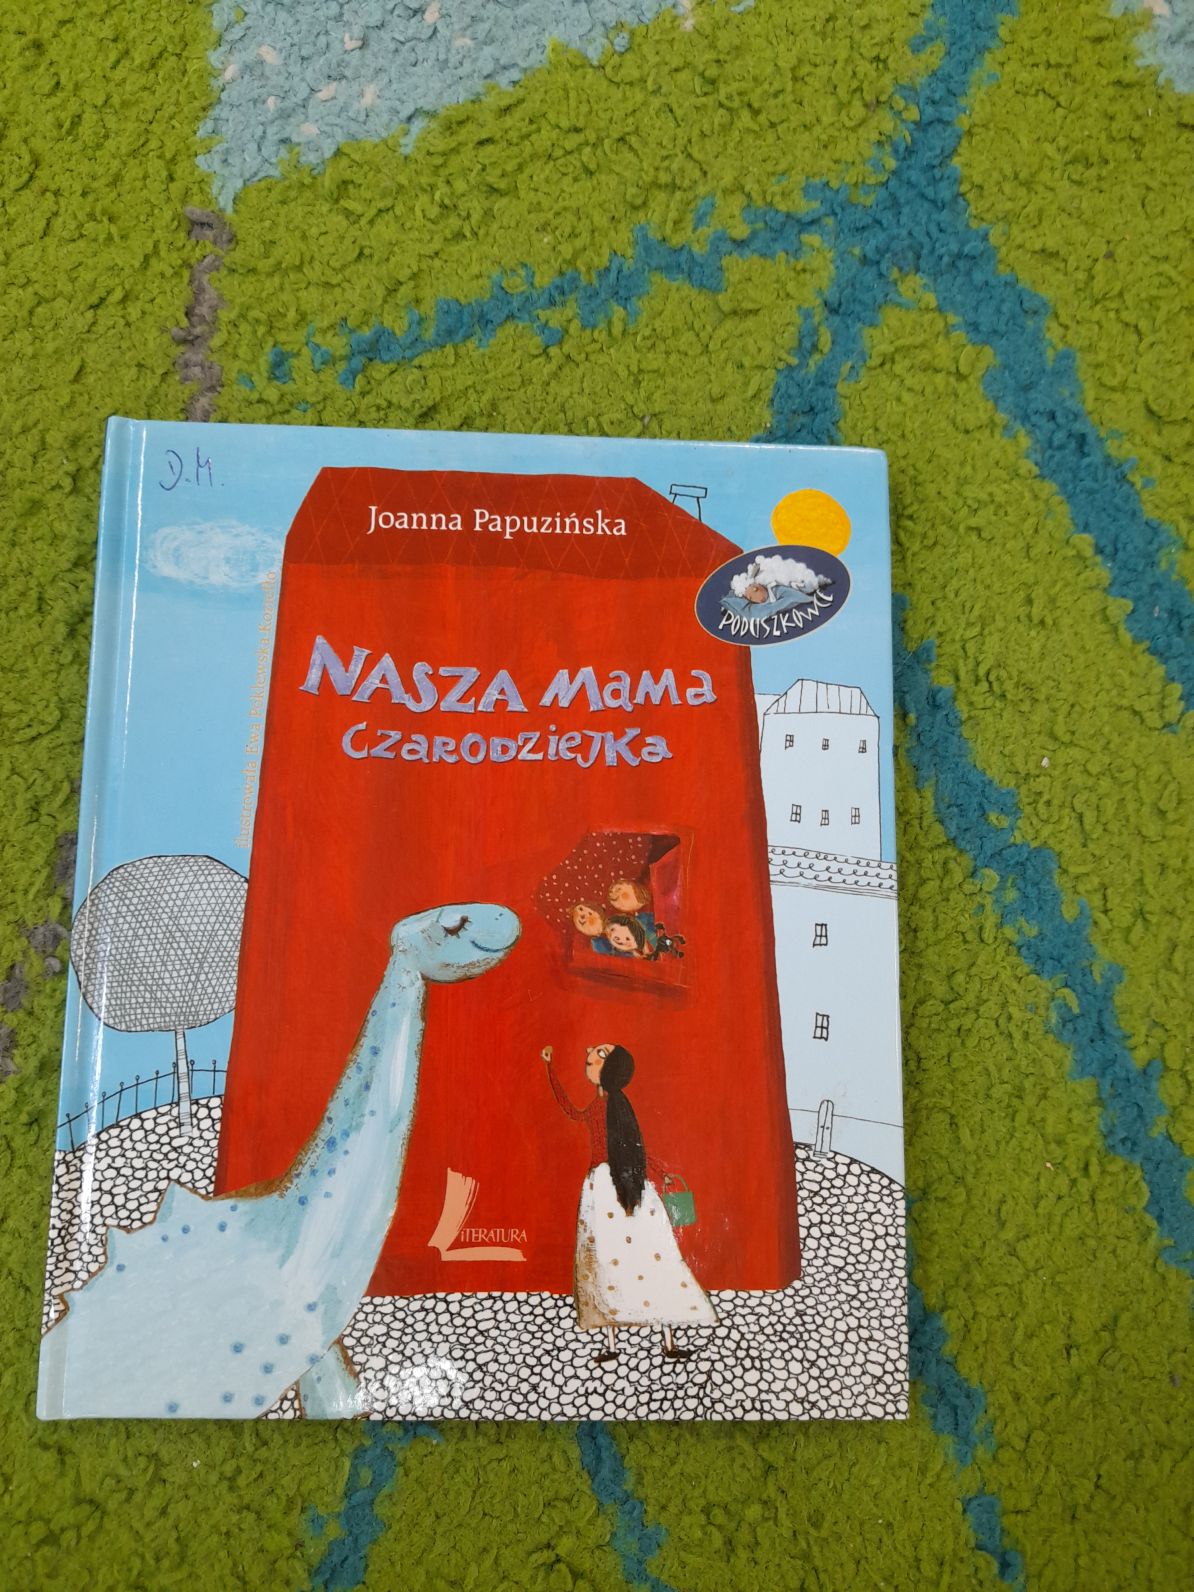 D.M.
Joanna Papuzińska
PODUSZKOWCE
NASZA MAMA
CZARODZIEJKA
ilustrowała Ewa Poklewska-Koziełło
LITERATURA